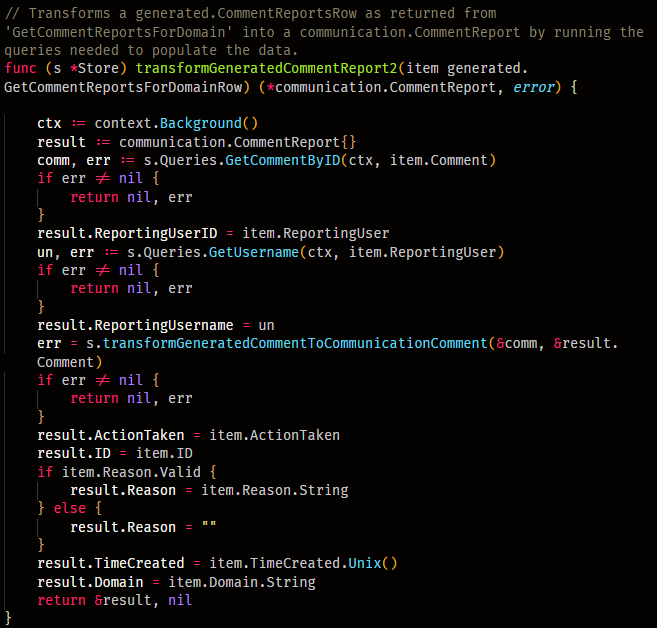 // Transforms a generated.CommentReportsRow as returned from
'GetCommentReportsForDomain' into a communication.CommentReport by running the
queries needed to populate the data.
func (s *Store) transformGeneratedCommentReport2(item generated.
GetCommentReportsForDomainRow) (*communication.CommentReport, error) {
ctx := context.Background()
result := communication.CommentReport{}
comm, err := s.Queries.GetCommentByID(ctx, item.Comment)
if err ≠ nil {
return nil, err
}
result.ReportingUserID = item.ReportingUser
un, err := s.Queries.GetUsername(ctx, item.ReportingUser)
if err ≠ nil {
return nil, err
}
result.ReportingUsername = un
err = s.transformGeneratedCommentToCommunicationComment(&comm, &result.
Comment)
if err ≠ nil {
return nil, err
}
result.ActionTaken = item.ActionTaken
result.ID = item.ID
if item.Reason.Valid {
result.Reason = item.Reason.String
} else {
result.Reason = ""
}
result.TimeCreated = item.TimeCreated.Unix()
result.Domain = item.Domain.String
return &result, nil
}